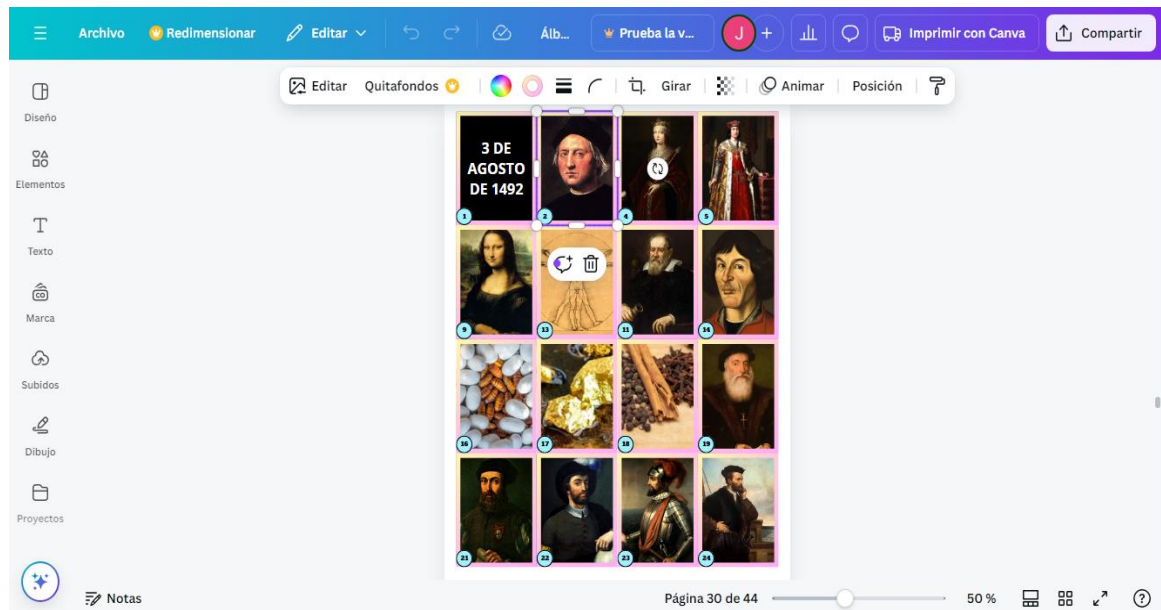 Archivo Redimensionar Editar Álb... Prueba la v... J + Imprimir con Canva Compartir
Editar Quitafondos Girar Animar Posición
Diseño
Elementos
Texto
Marca
Subidos
Dibujo
Proyectos
3 DE
AGOSTO
DE 1492
1 2 4 5
9 13 11 14
16 17 18 19
21 22 23 24
Notas Página 30 de 44 50 %